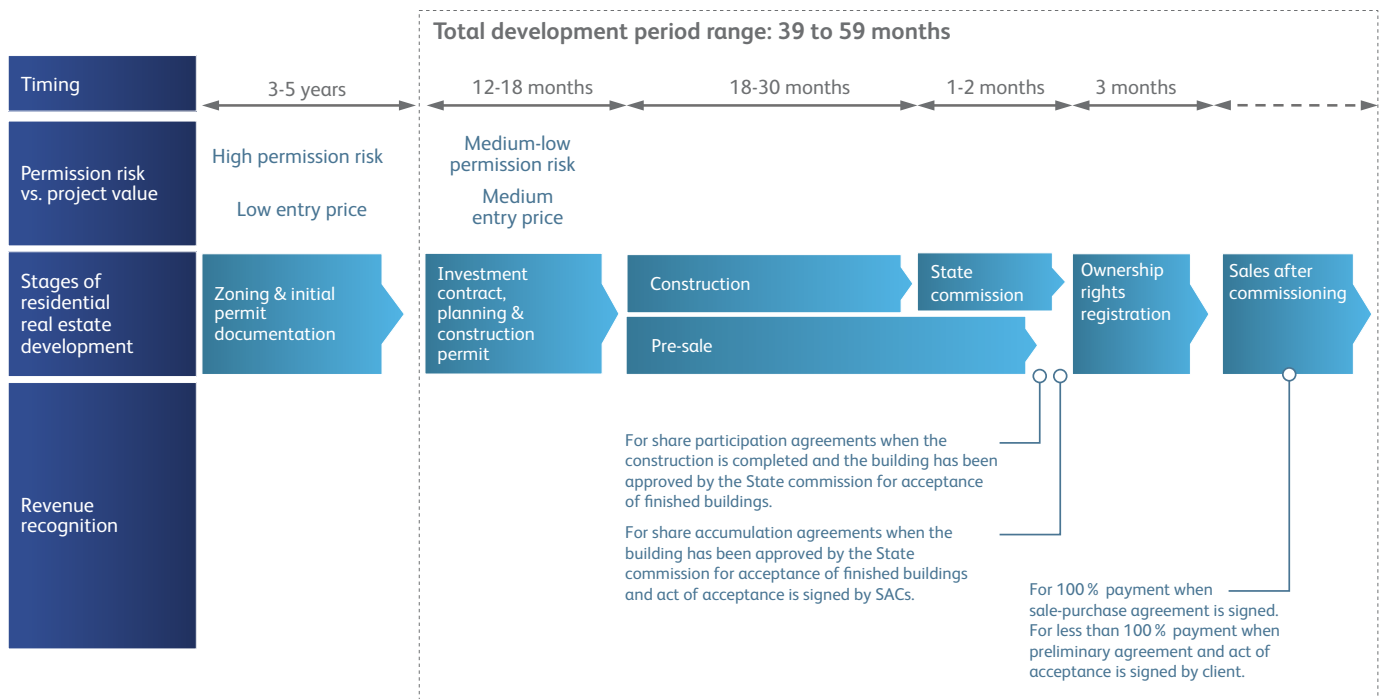 Total development period range: 39 to 59 months
Timing
3-5 years
12-18 months
18-30 months
1-2 months
3 months
Permission risk
vs. project value
High permission risk
Low entry price
Medium-low
permission risk
Medium
entry price
Stages of
residential
real estate
development
Zoning & initial
permit
documentation
Investment
contract,
planning &
construction
permit
Construction
Pre-sale
State
commission
Ownership
rights
registration
Sales after
commissioning
Revenue
recognition
For share participation agreements when the
construction is completed and the building has been
approved by the State commission for acceptance
of finished buildings.
For share accumulation agreements when the
building has been approved by the State
commission for acceptance of finished buildings
and act of acceptance is signed by SACs.
For 100 % payment when
sale-purchase agreement is signed.
For less than 100 % payment when
preliminary agreement and act of
acceptance is signed by client.